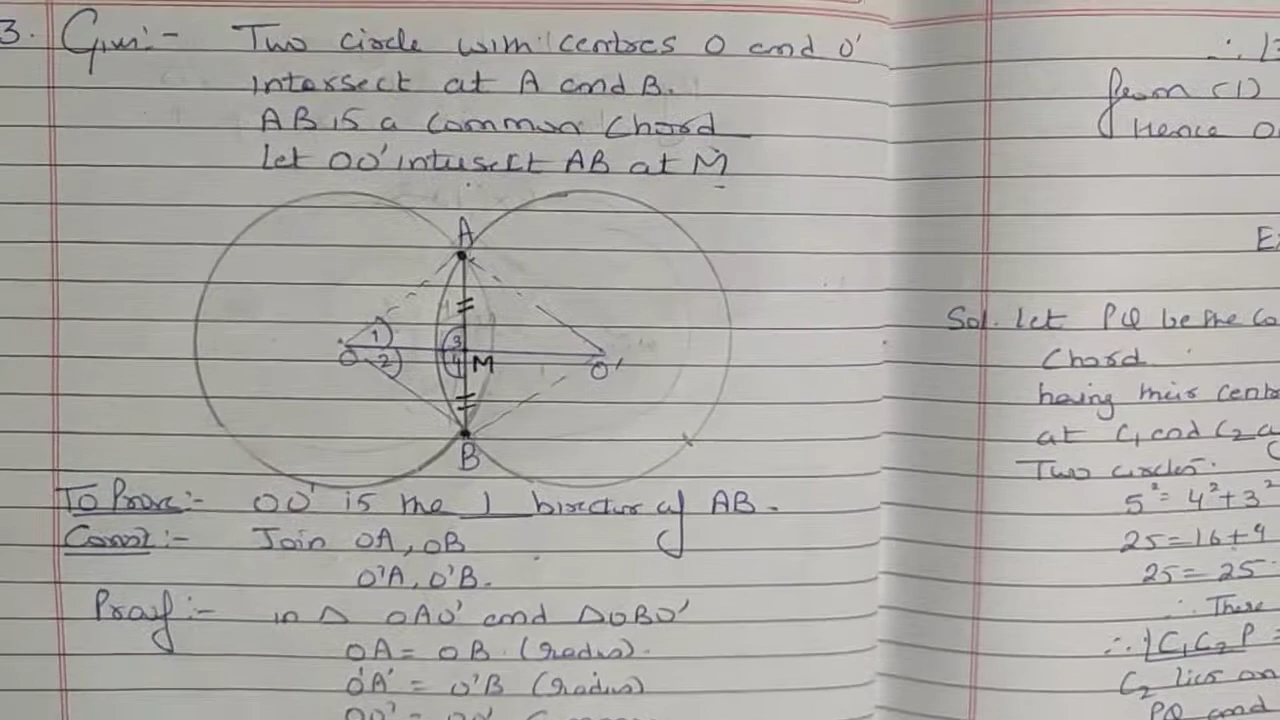 3. Given:- Two circle with centres O and O'
intersect at A and B.
AB is a common chord
Let OO' intersect AB at M
A
1
3
O
2
4
M
O'
B
To Prove:- OO' is the ⊥ bisector of AB.
Const:- Join OA, OB
O'A, O'B.
Proof:- in △ OAO' and △OBO'
OA = OB (radius).
O'A' = O'B (radius)
OO' = OO'
from (1)
Hence
Sol. Let PQ be the
Chord
having their
at C₁ and C₂
Two circles.
5² = 4² + 3²
25 = 16 + 9
25 = 25
∴ There
∴ C₁C₂P =
C₂ lies on
PQ and